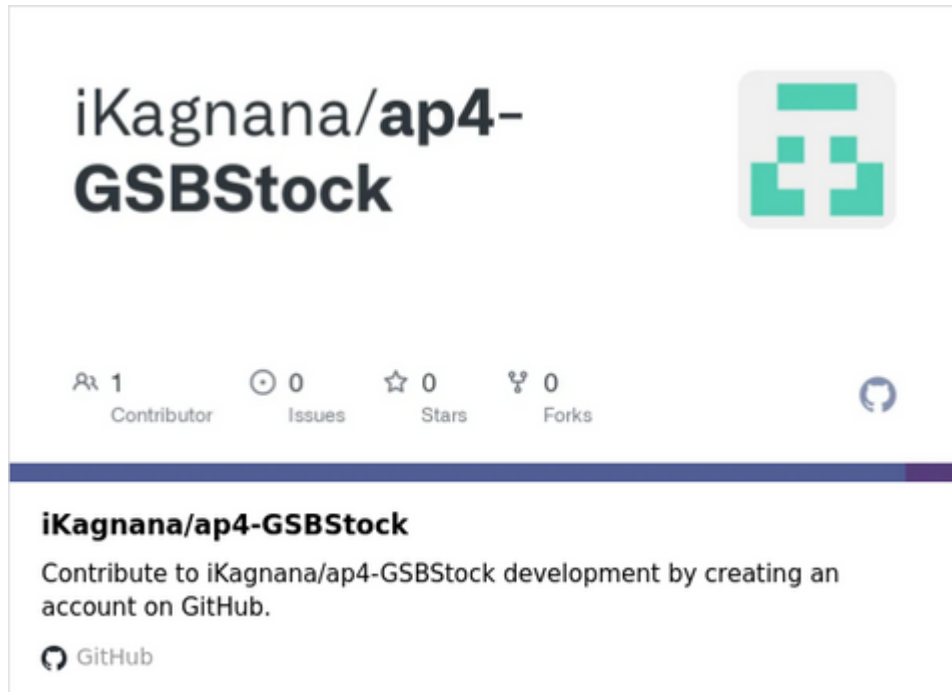 iKagnana/ap4-
GSBStock
1
Contributor
0
Issues
0
Stars
0
Forks
iKagnana/ap4-GSBStock
Contribute to iKagnana/ap4-GSBStock development by creating an
account on GitHub.
GitHub